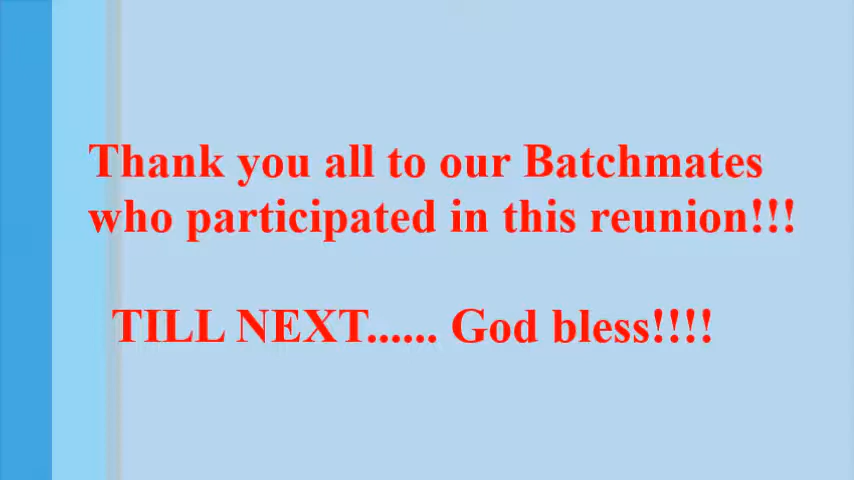 Thank you all to our Batchmates
who participated in this reunion!!!
TILL NEXT...... God bless!!!!